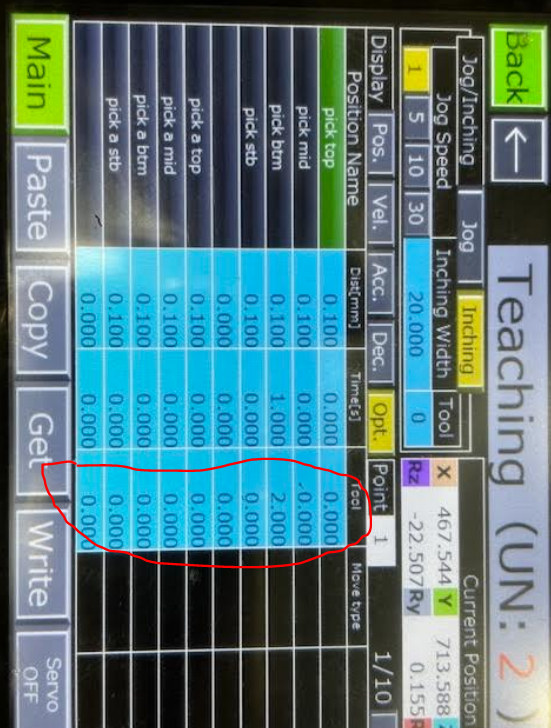 Back ← Teaching (UN: 2 )
Jog/Inching Jog Inching Current Position
Jog Speed Inching Width Tool X 467.544 Y 713.588
1 5 10 30 20.000 0 Rz -22.507 Ry 0.155
Display Pos. Vel. Acc. Dec. Opt. Point 1 1/10
Position Name Dist[mm] Time[s] Tool Move type
pick top 0.100 0.000 0.000
pick mid 0.000 0.000
pick btm 0.100 1.000 2.000
pick stb 0.100 0.000 0.000
0.000 0.000 0.000
pick a top 0.100 0.000 0.000
pick a mid 0.100 0.000 0.000
pick a btm 0.100 0.000 0.000
pick a stb 0.100 0.000 0.000
0.000 0.000 0.000
Main Paste Copy Get Write Servo
OFF